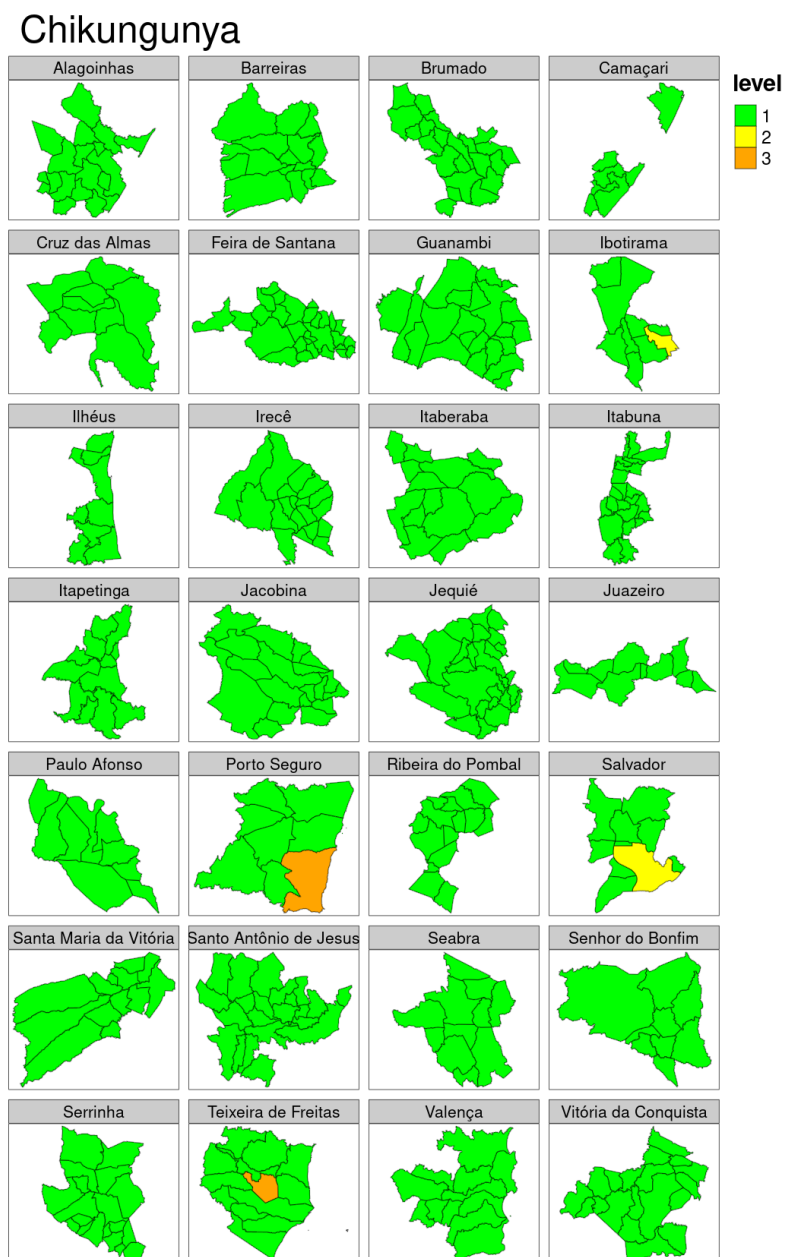 Chikungunya
Alagoinhas
Barreiras
Brumado
Camaçari
level
1
2
3
Cruz das Almas
Feira de Santana
Guanambi
Ibotirama
Ilhéus
Irecê
Itaberaba
Itabuna
Itapetinga
Jacobina
Jequié
Juazeiro
Paulo Afonso
Porto Seguro
Ribeira do Pombal
Salvador
Santa Maria da Vitória
Santo Antônio de Jesus
Seabra
Senhor do Bonfim
Serrinha
Teixeira de Freitas
Valença
Vitória da Conquista